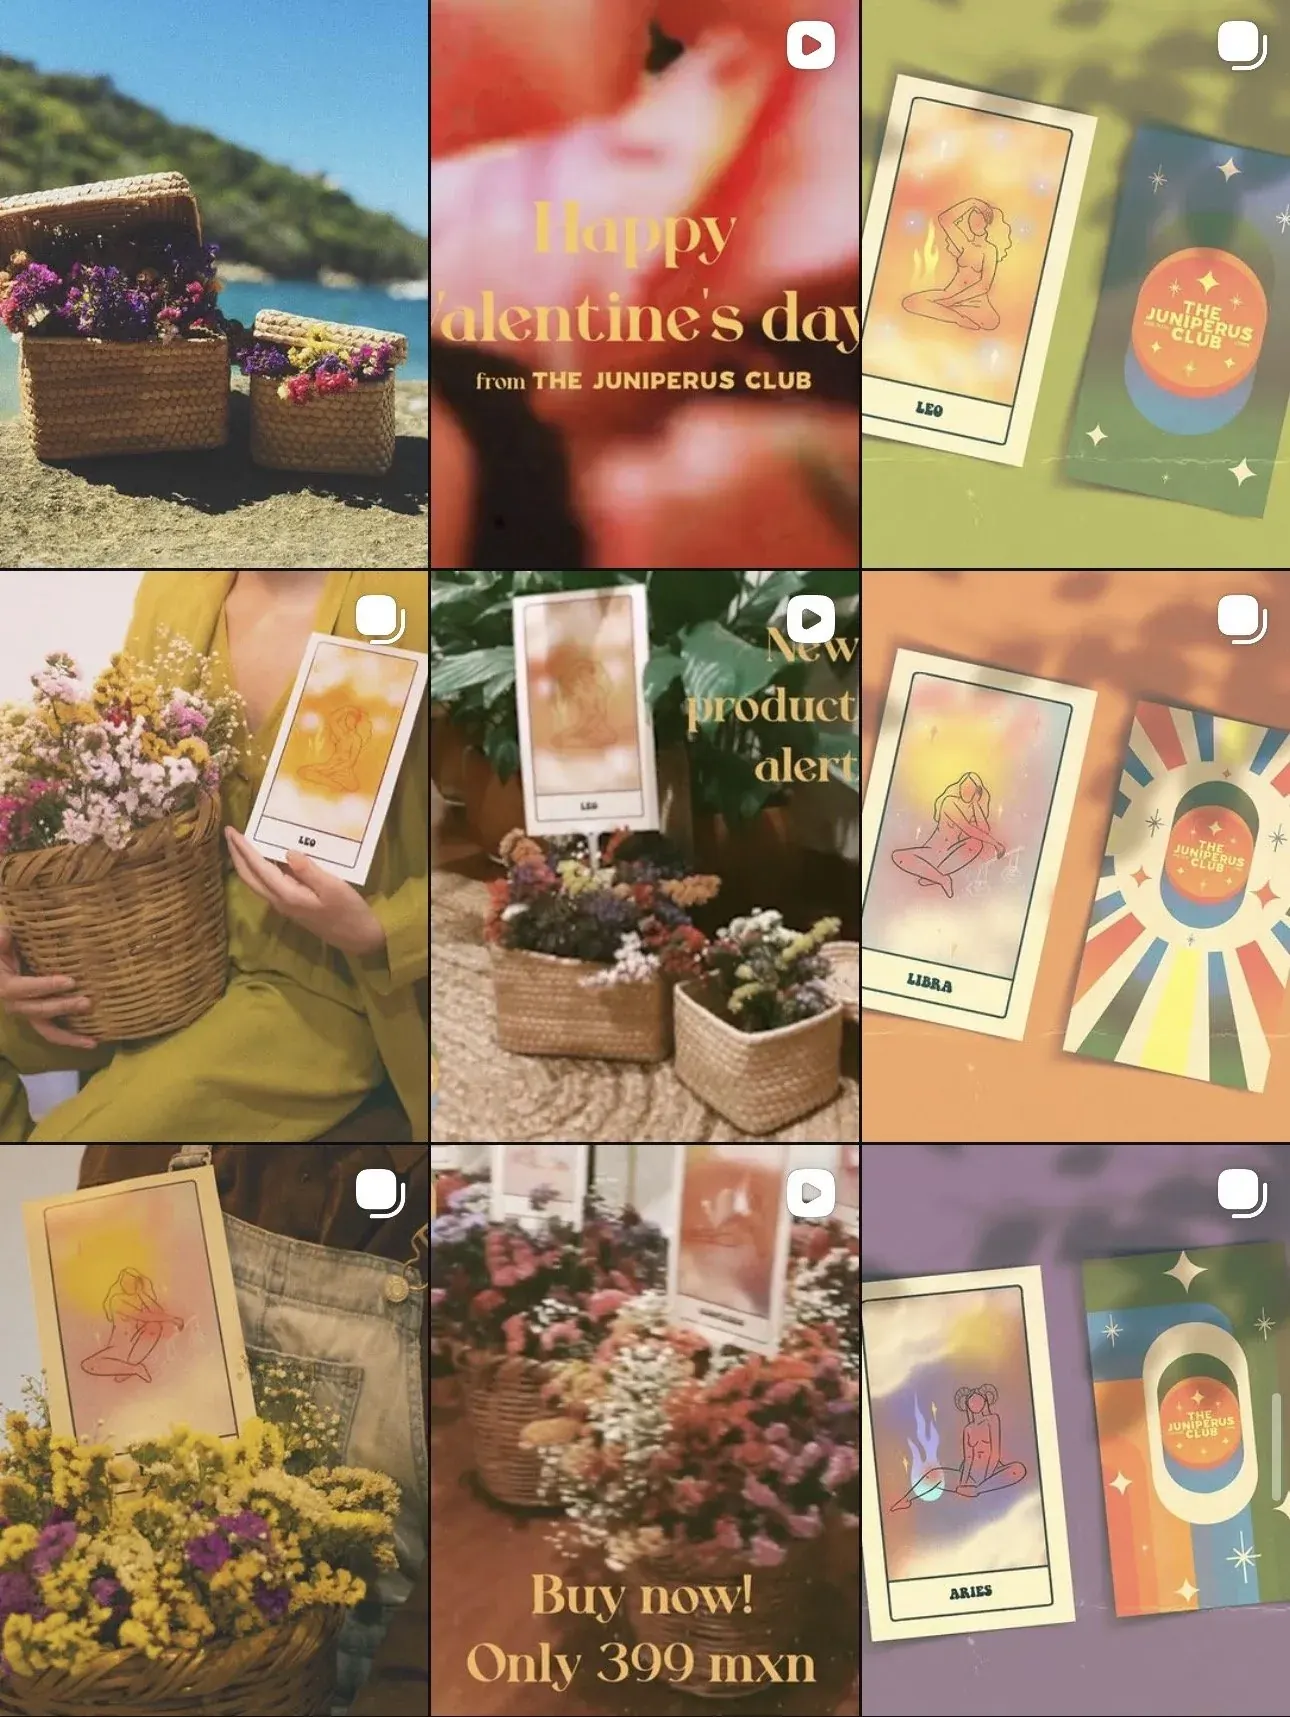 Happy
Valentine's day
from THE JUNIPERUS CLUB
LEO
THE
JUNIPERUS
CLUB
LEO
New
product
alert
LEO
LIBRA
THE
JUNIPERUS
CLUB
Buy now!
Only 399 mxn
ARIES
THE
JUNIPERUS
CLUB